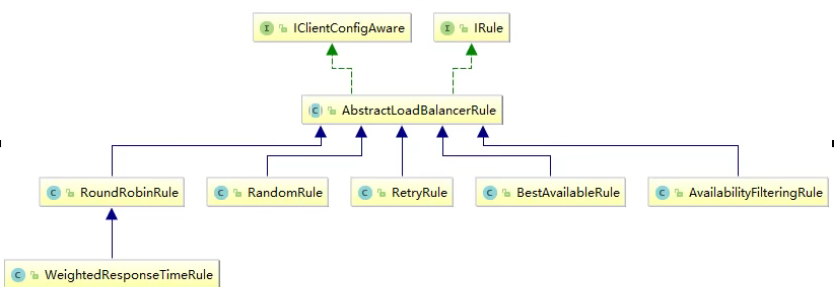 IClientConfigAware
IRule
AbstractLoadBalancerRule
RoundRobinRule
RandomRule
RetryRule
BestAvailableRule
AvailabilityFilteringRule
WeightedResponseTimeRule